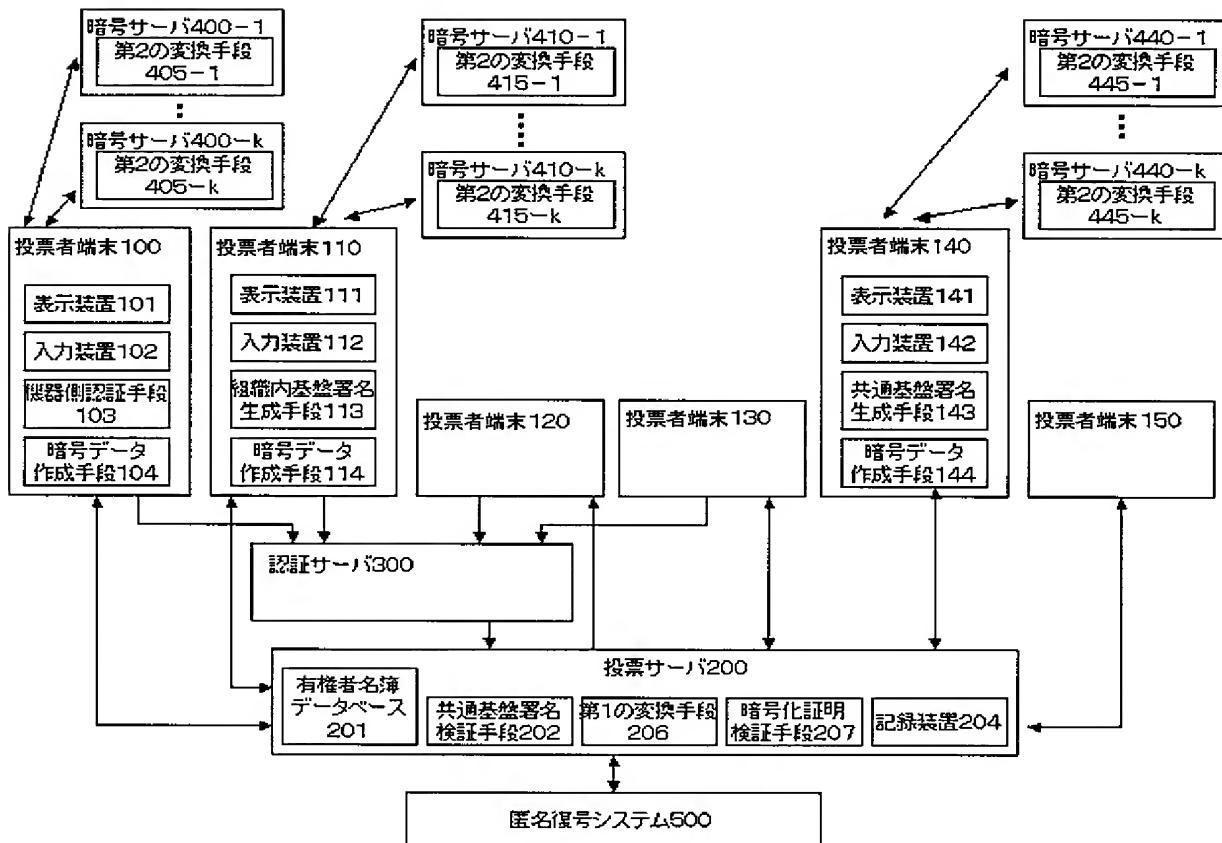 暗号サーバ400-1
第2の変換手段
405-1
暗号サーバ400-k
第2の変換手段
405-k
暗号サーバ410-1
第2の変換手段
415-1
暗号サーバ410-k
第2の変換手段
415-k
暗号サーバ440-1
第2の変換手段
445-1
暗号サーバ440-k
第2の変換手段
445-k
投票者端末100
表示装置101
入力装置102
機器側認証手段
103
暗号データ
作成手段104
投票者端末110
表示装置111
入力装置112
組織内基盤署名
生成手段113
暗号データ
作成手段114
投票者端末120
投票者端末130
投票者端末140
表示装置141
入力装置142
共通基盤署名
生成手段143
暗号データ
作成手段144
投票者端末150
認証サーバ300
投票サーバ200
有権者名簿
データベース
201
共通基盤署名
検証手段202
第1の変換手段
206
暗号化証明
検証手段207
記録装置204
匿名復号システム500